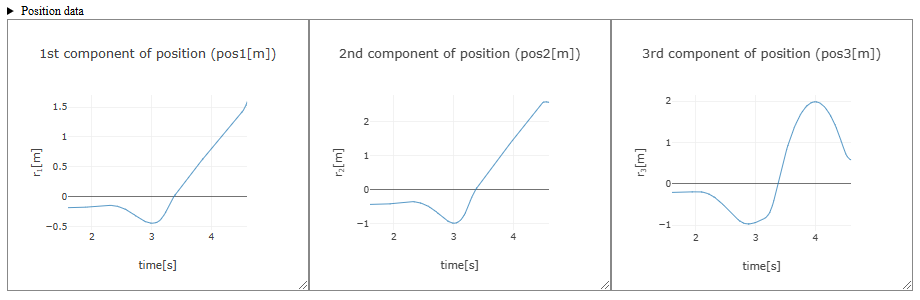 ▶ Position data
1st component of position (pos1[m])
1.5
1
0.5
0
−0.5
r₁[m]
2
3
4
time[s]
2nd component of position (pos2[m])
2
1
0
−1
r₂[m]
2
3
4
time[s]
3rd component of position (pos3[m])
2
1
0
−1
r₃[m]
2
3
4
time[s]